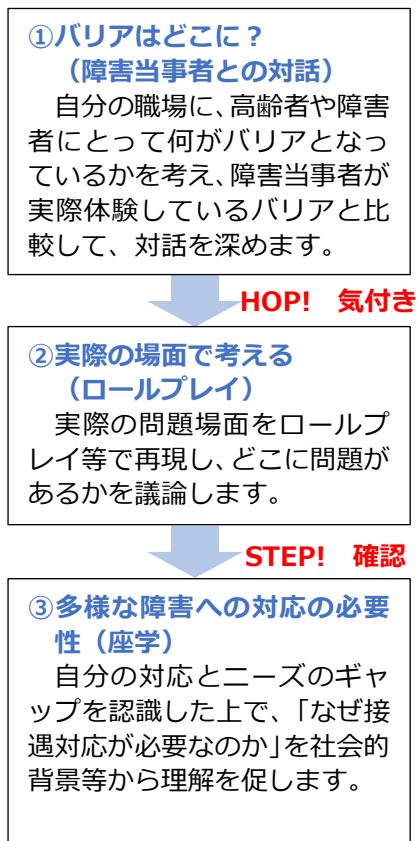 ①バリアはどこに？
（障害当事者との対話）
自分の職場に、高齢者や障害
者にとって何がバリアとなっ
ているかを考え、障害当事者が
実際体験しているバリアと比
較して、対話を深めます。
HOP!　気付き
②実際の場面で考える
（ロールプレイ）
実際の問題場面をロールプ
レイ等で再現し、どこに問題が
あるかを議論します。
STEP!　確認
③多様な障害への対応の必要
性（座学）
自分の対応とニーズのギャ
ップを認識した上で、「なぜ接
遇対応が必要なのか」を社会的
背景等から理解を促します。